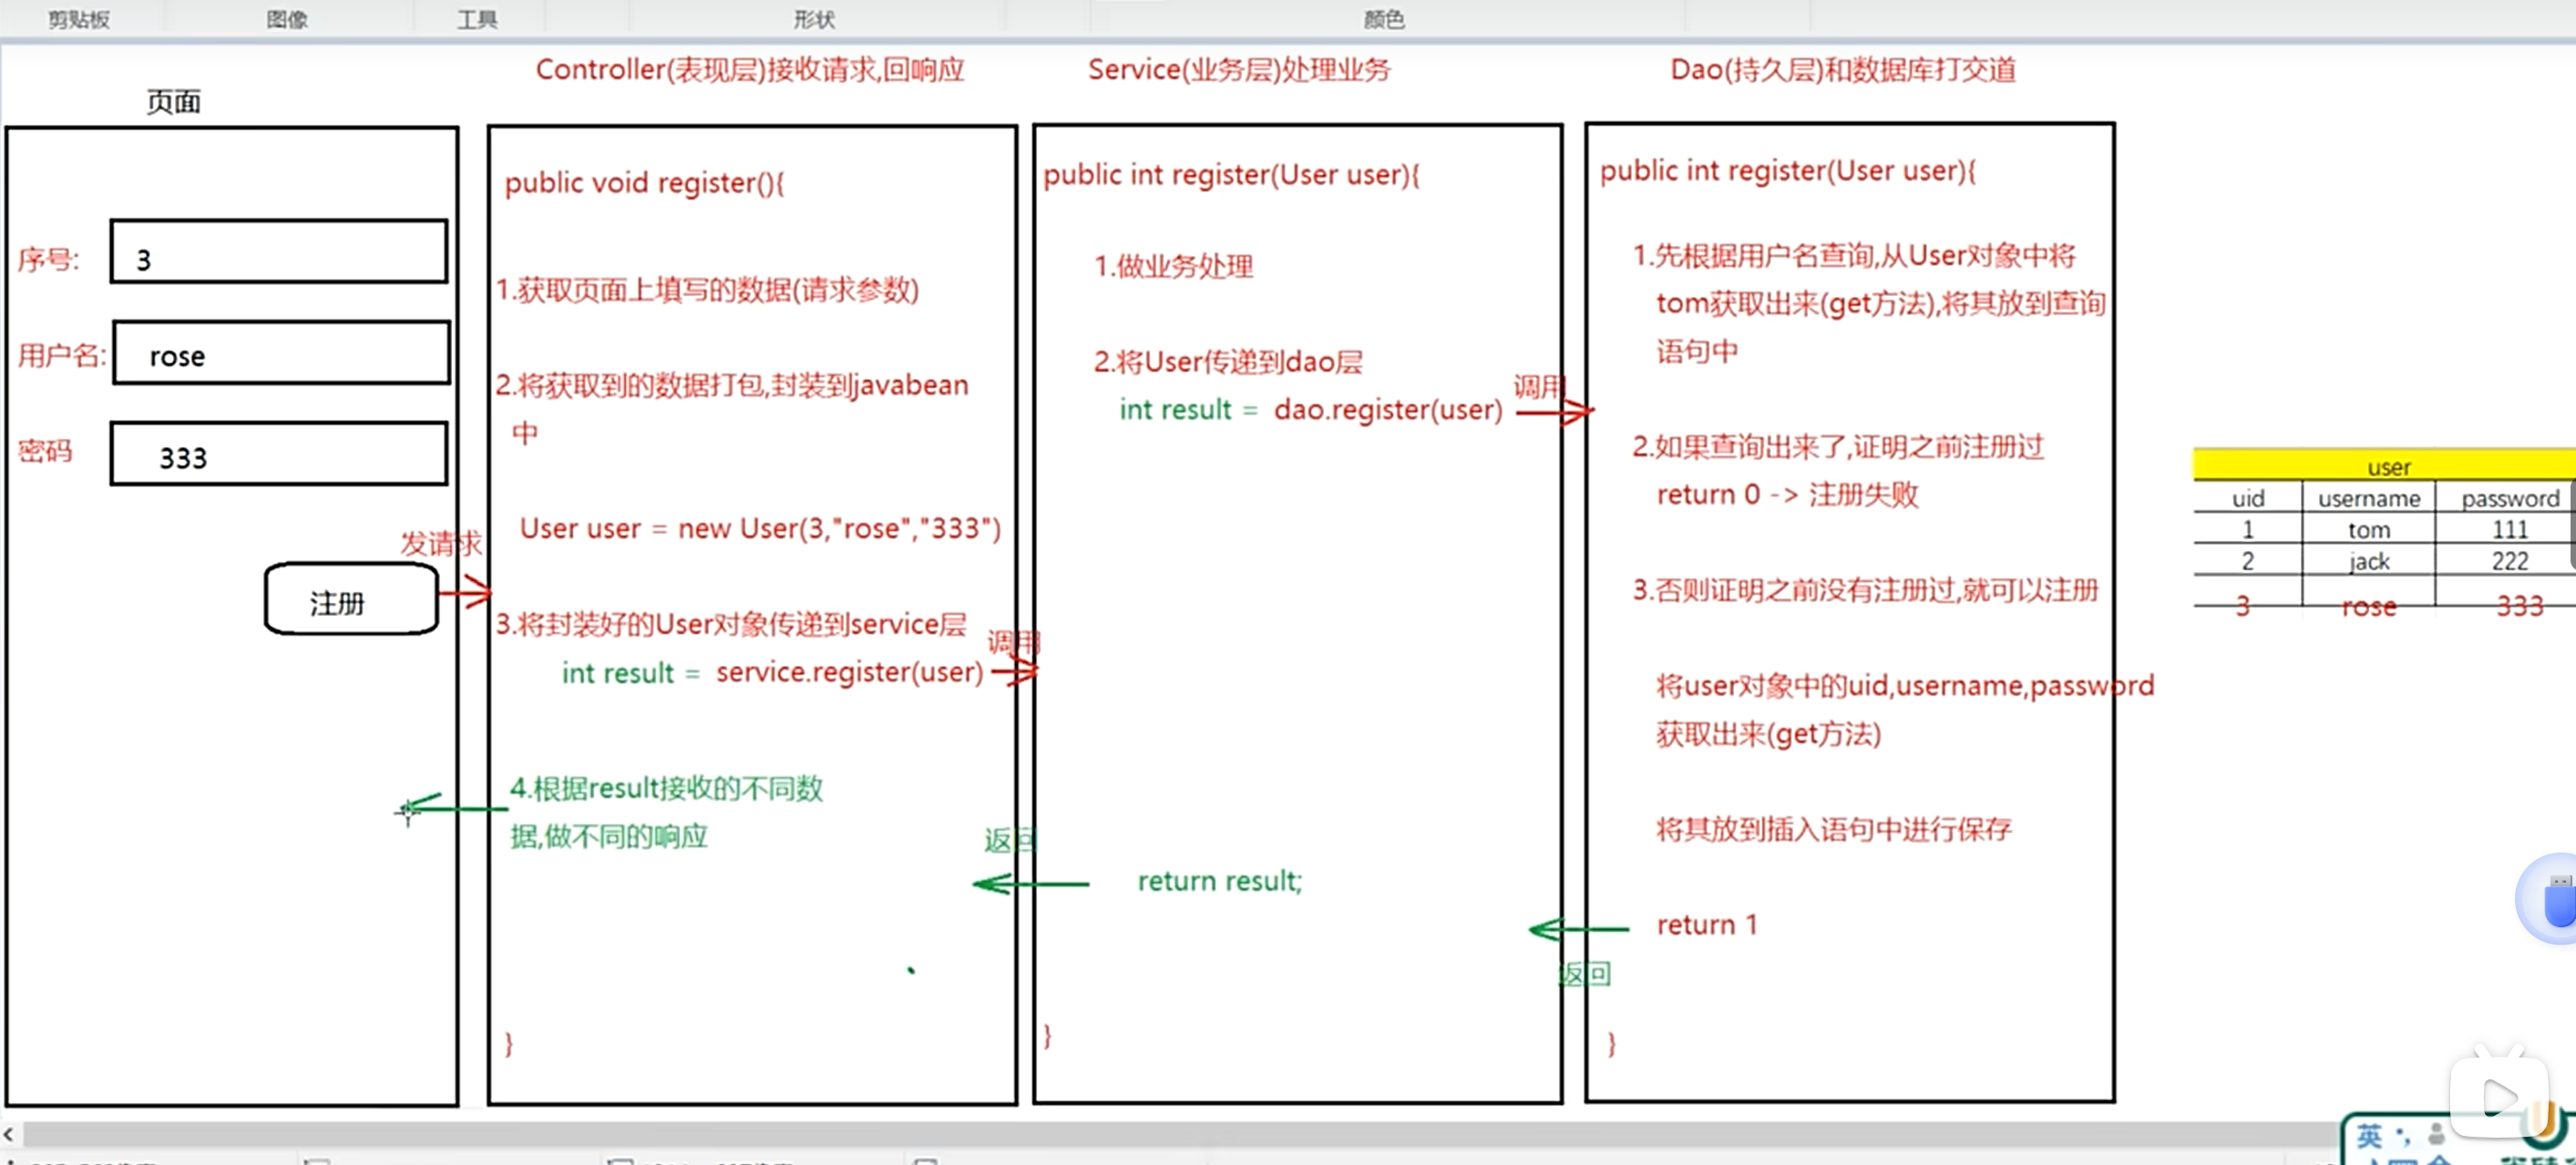 剪贴板
图像
工具
形状
颜色
页面
序号:
3
用户名:
rose
密码
333
发请求
注册
Controller(表现层)接收请求,回响应
public void register(){
1.获取页面上填写的数据(请求参数)
2.将获取到的数据打包,封装到javabean
中
User user = new User(3,"rose","333")
3.将封装好的User对象传递到service层
调用
int result = service.register(user)
4.根据result接收的不同数
据,做不同的响应
返回
}
Service(业务层)处理业务
public int register(User user){
1.做业务处理
2.将User传递到dao层
调用
int result = dao.register(user)
return result;
返回
}
Dao(持久层)和数据库打交道
public int register(User user){
1.先根据用户名查询,从User对象中将
tom获取出来(get方法),将其放到查询
语句中
2.如果查询出来了,证明之前注册过
return 0 -> 注册失败
3.否则证明之前没有注册过,就可以注册
将user对象中的uid,username,password
获取出来(get方法)
将其放到插入语句中进行保存
return 1
}
user
uid username password
1 tom 111
2 jack 222
3 rose 333
英